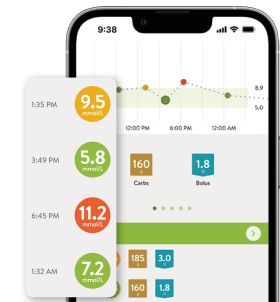 9:38
8.9
5.0
12:00 PM 6:00 PM 12:00 AM
1:35 PM 9.5 mmol/L
3:49 PM 5.8 mmol/L
6:45 PM 11.2 mmol/L
1:32 AM 7.2 mmol/L
160
Carbs
1.8
U
Bolus
185 3.0
160 1.8